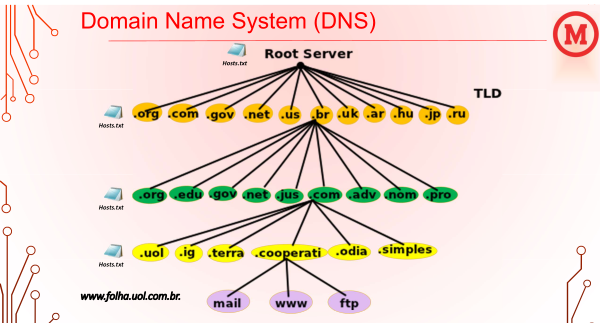 Domain Name System (DNS)
M
Root Server
Hosts.txt
TLD
.org .com .gov .net .us .br .uk .ar .hu .jp .ru
Hosts.txt
.org .edu .gov .net .jus .com .adv .nom .pro
Hosts.txt
.uol .ig .terra .cooperati .odia .simples
Hosts.txt
www.folha.uol.com.br.
mail www ftp